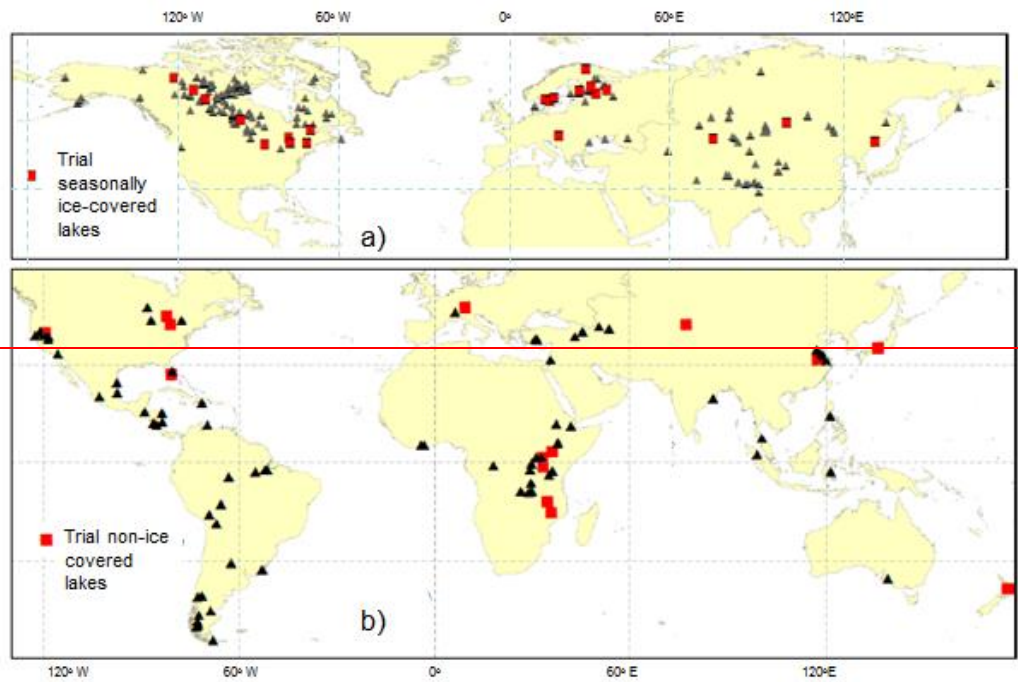 120° W 60° W 0° 60° E 120°E
Trial
seasonally
ice-covered
lakes
a)
Trial non-ice
covered
lakes
b)
120° W 60° W 0° 60° E 120°E